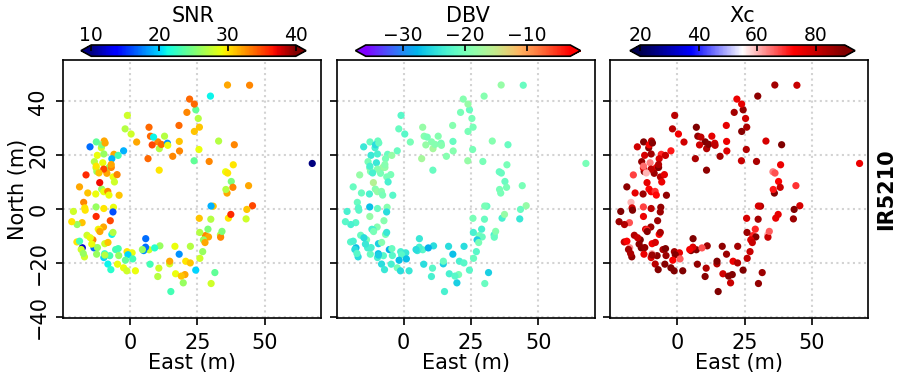 SNR
DBV
Xc
10 20 30 40
−30 −20 −10
20 40 60 80
North (m)
40
20
0
−20
−40
0 25 50
0 25 50
0 25 50
East (m)
East (m)
East (m)
IR5210